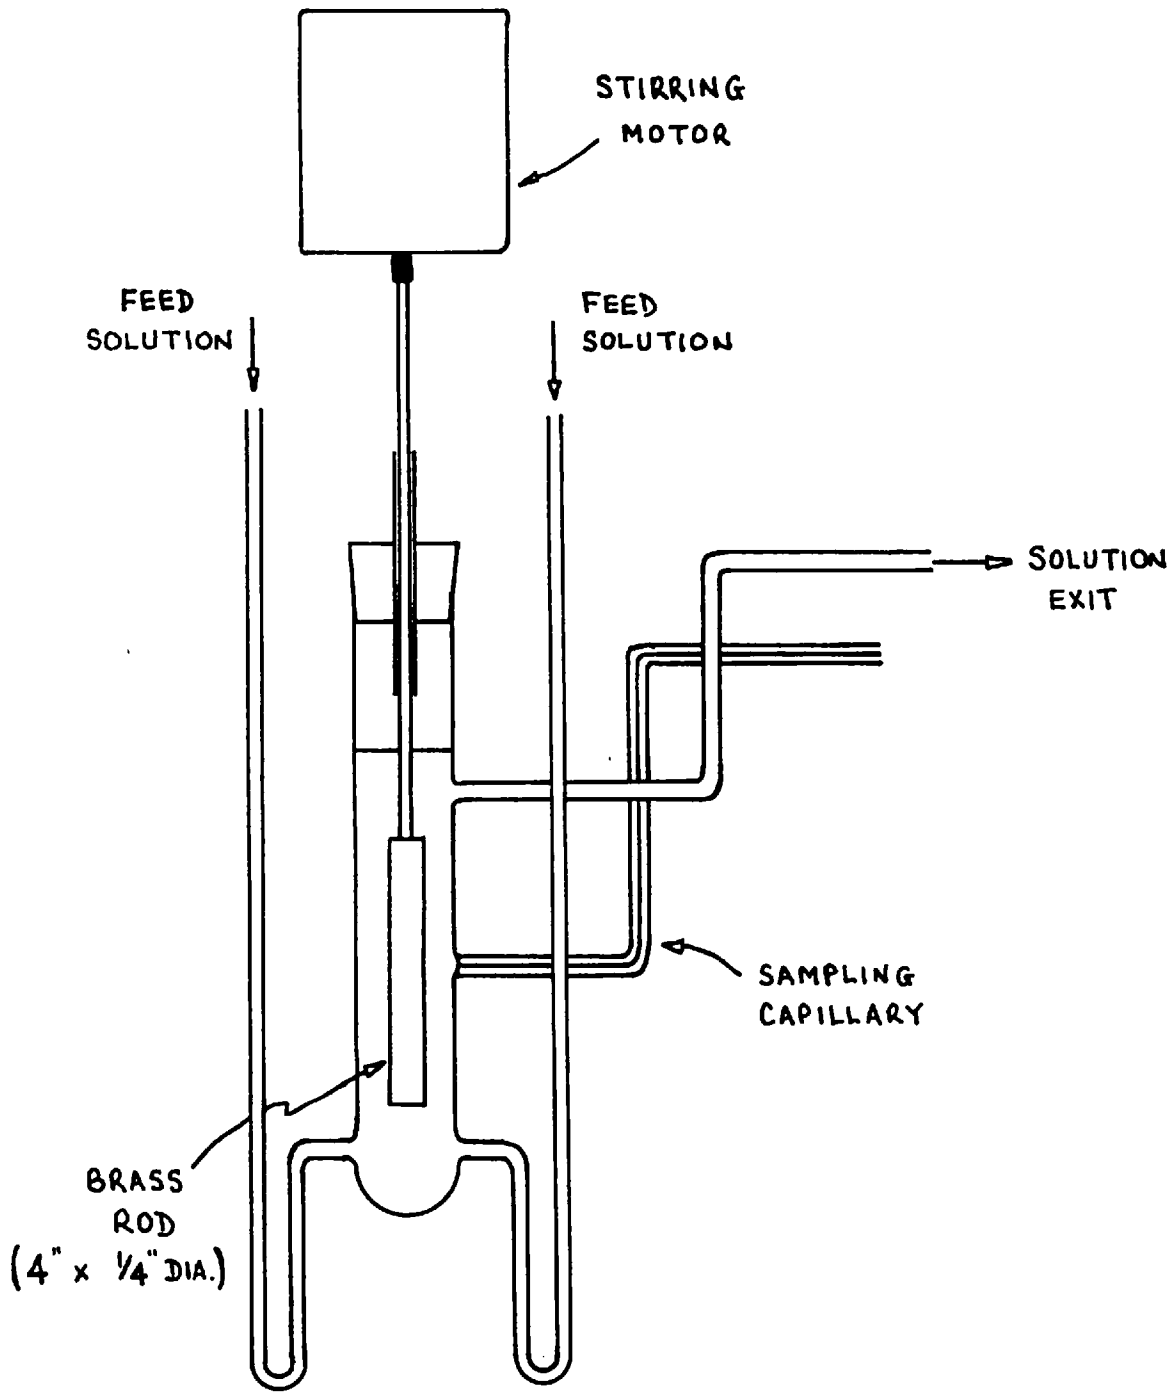 STIRRING
MOTOR
FEED
SOLUTION
FEED
SOLUTION
SOLUTION
EXIT
SAMPLING
CAPILLARY
BRASS
ROD
(4" x 1/4" DIA.)